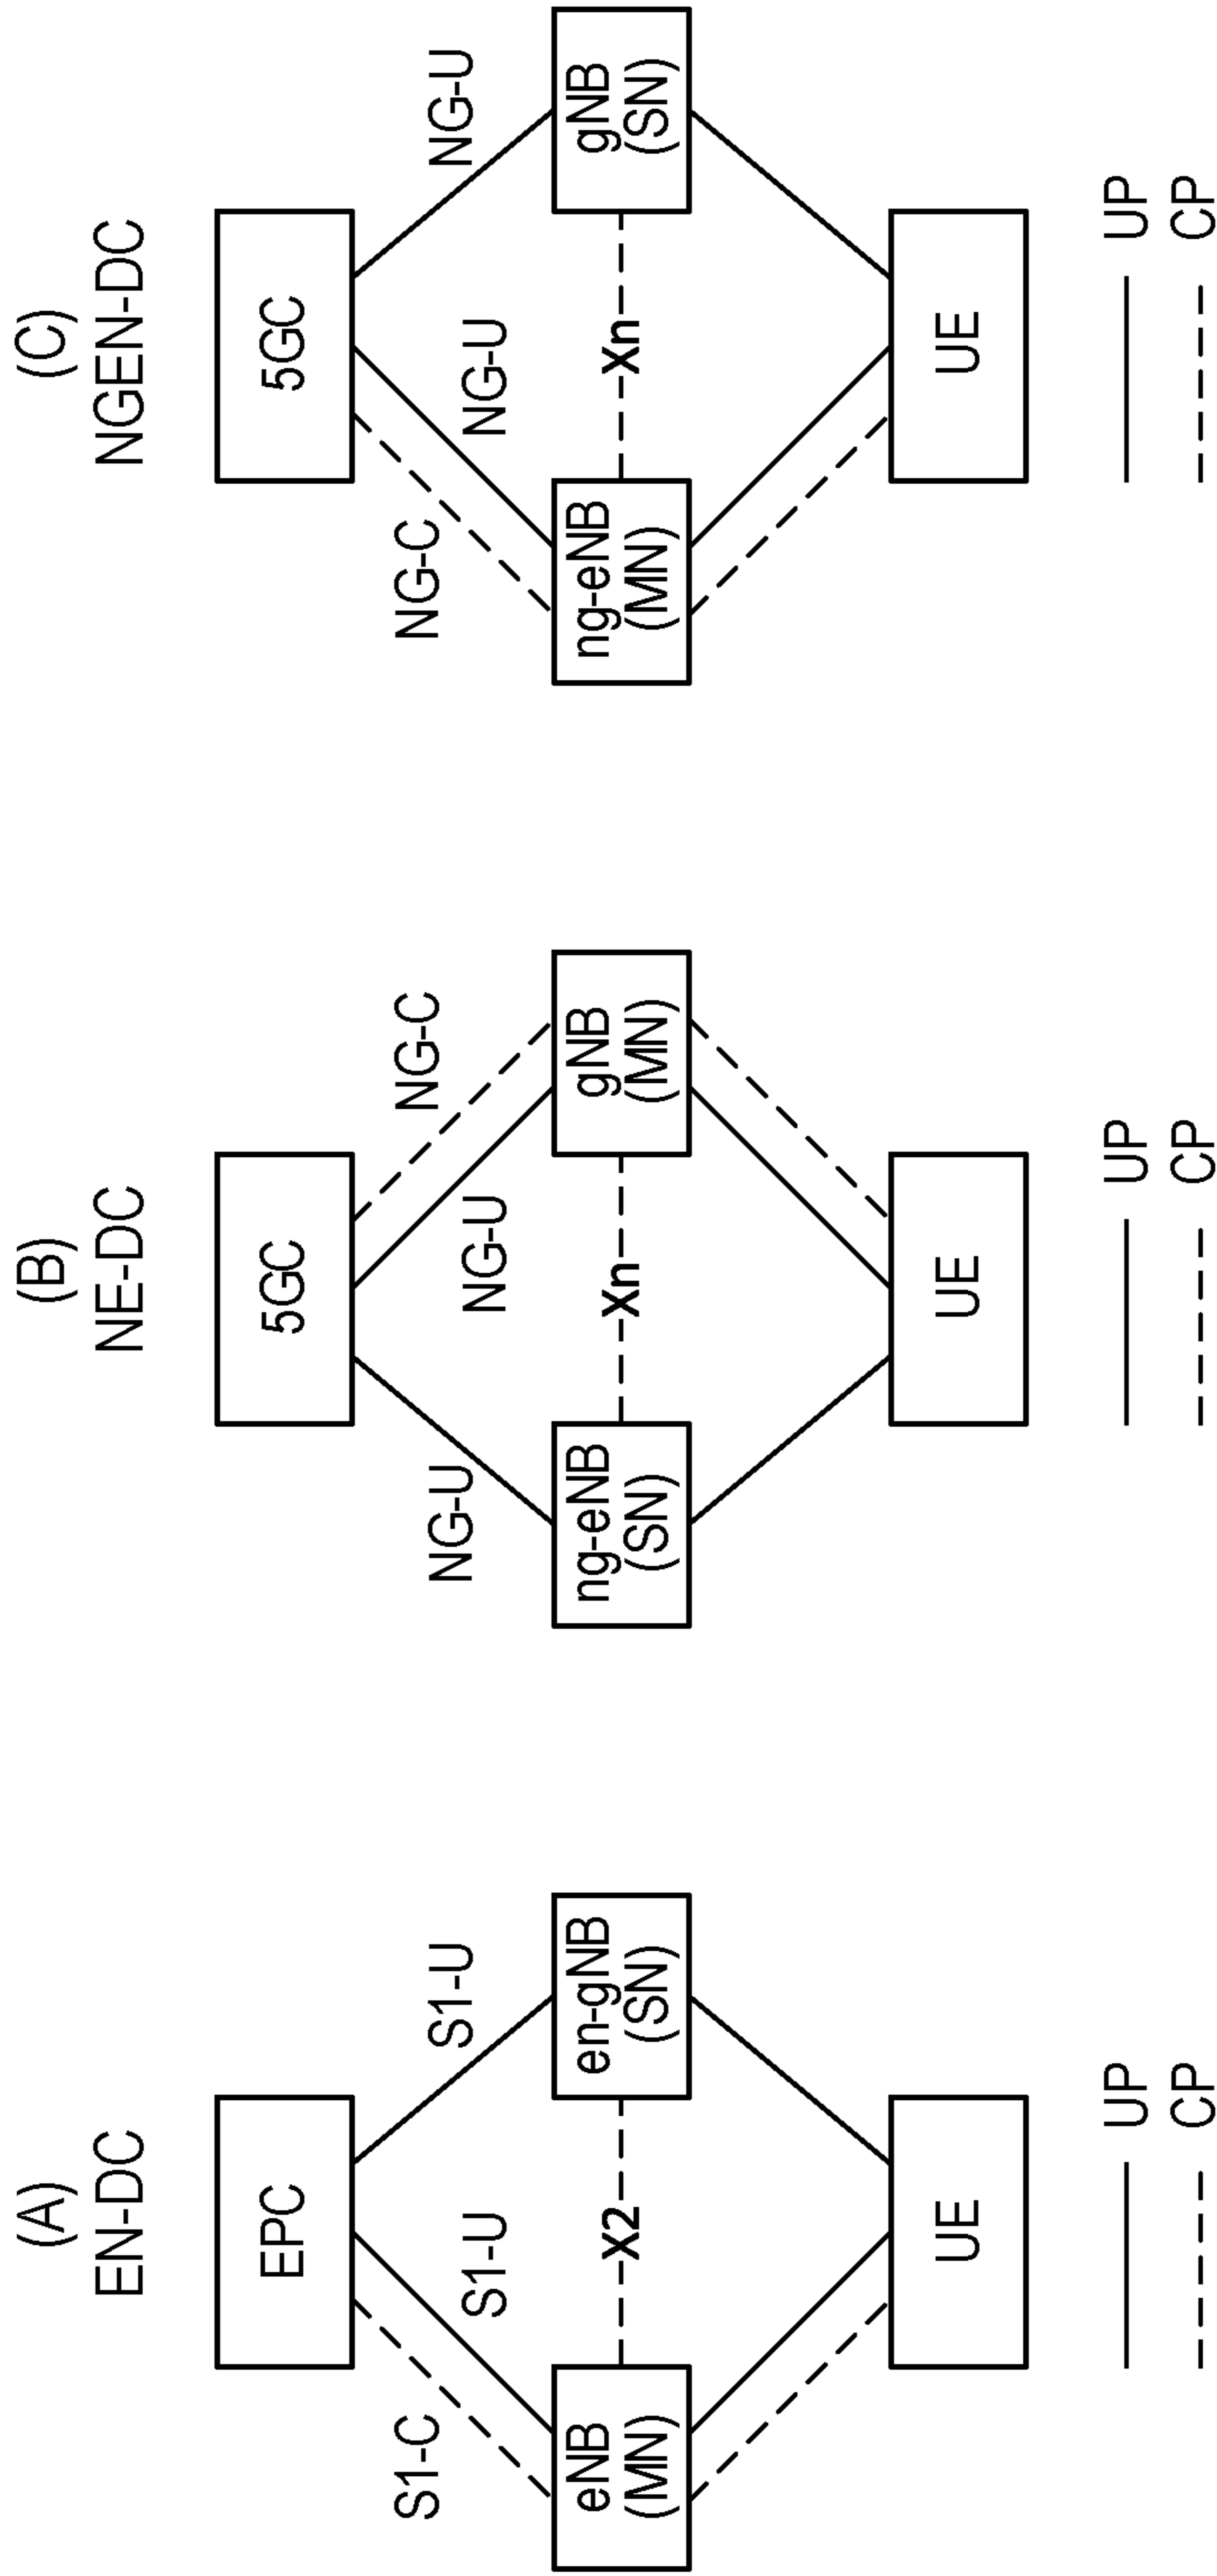 (A)
EN-DC
EPC
S1-C
S1-U
S1-U
eNB
(MN)
X2
en-gNB
(SN)
UE
UP
CP
(B)
NE-DC
5GC
NG-U
NG-U
NG-C
ng-eNB
(SN)
Xn
gNB
(MN)
UE
UP
CP
(C)
NGEN-DC
5GC
NG-C
NG-U
NG-U
ng-eNB
(MN)
Xn
gNB
(SN)
UE
UP
CP